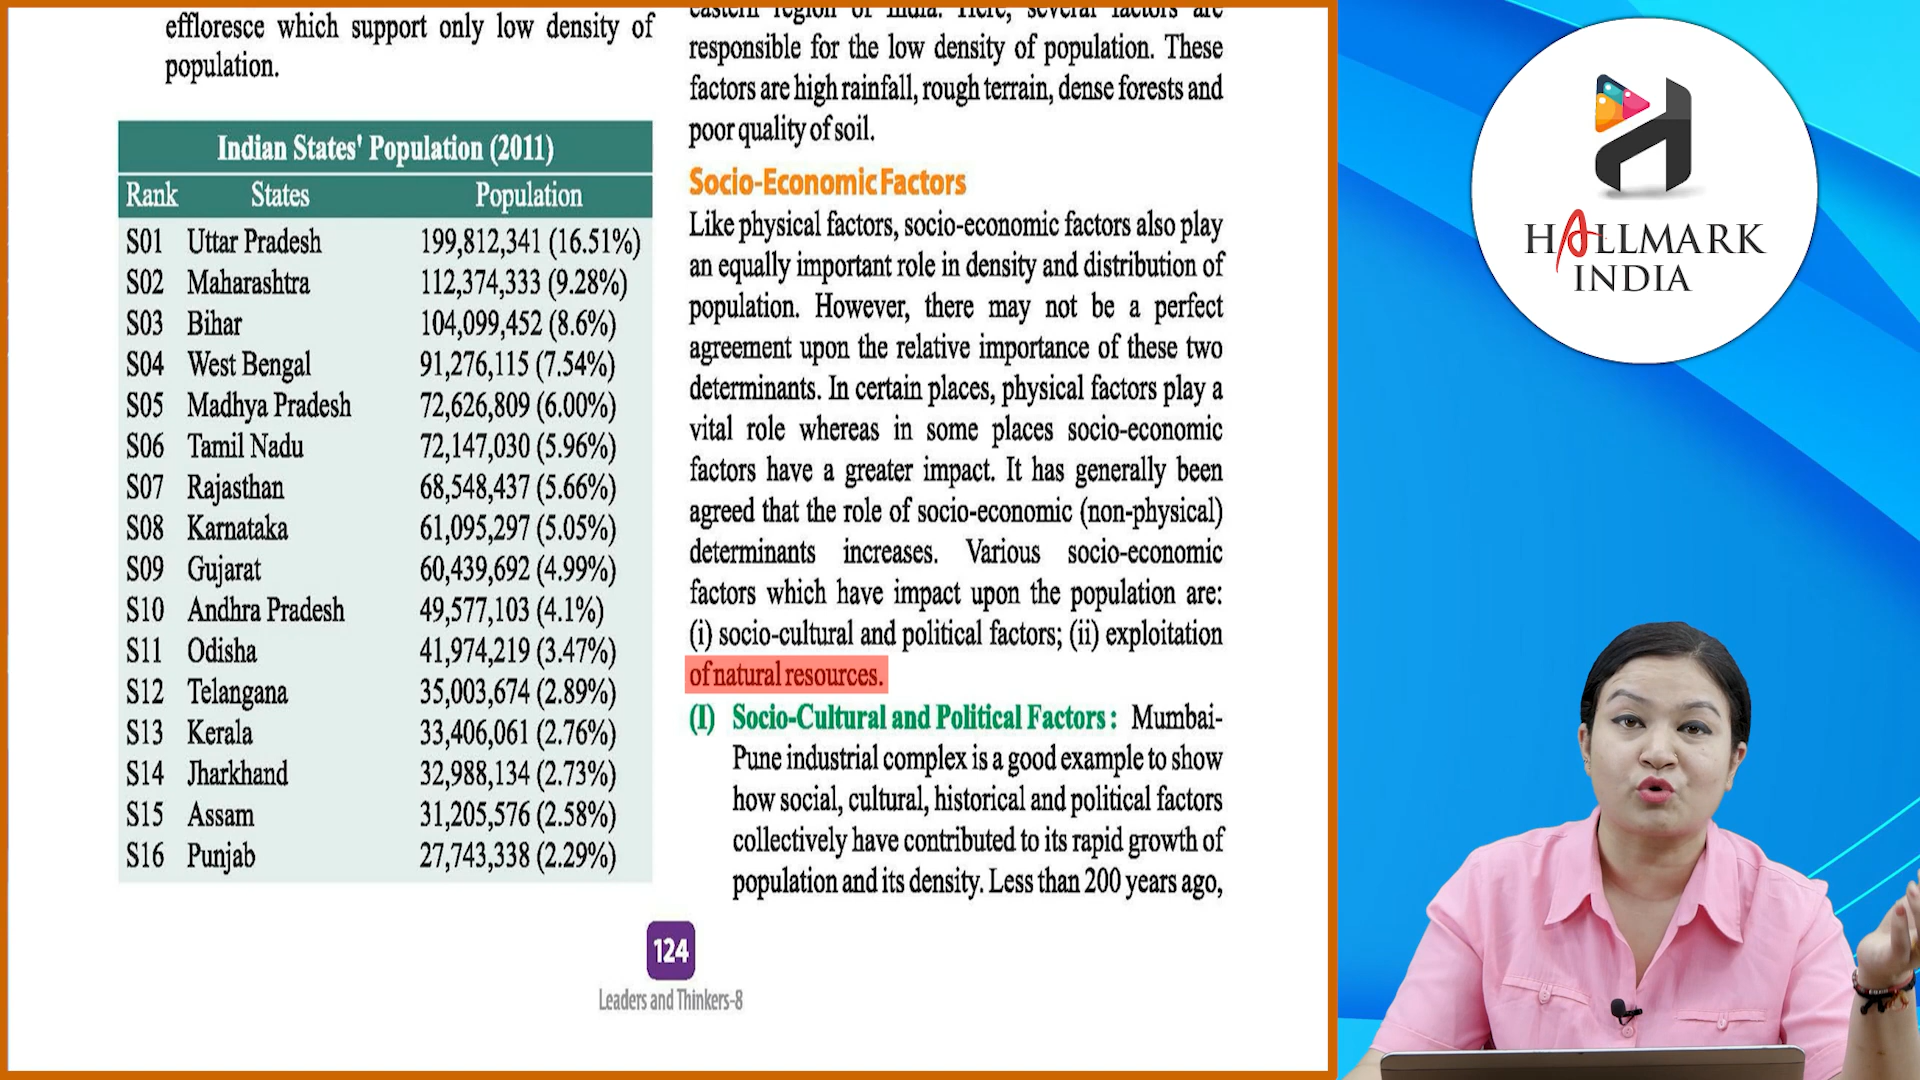 effloresce which support only low density of
population.
Indian States' Population (2011)
Rank States Population
S01 Uttar Pradesh 199,812,341 (16.51%)
S02 Maharashtra 112,374,333 (9.28%)
S03 Bihar 104,099,452 (8.6%)
S04 West Bengal 91,276,115 (7.54%)
S05 Madhya Pradesh 72,626,809 (6.00%)
S06 Tamil Nadu 72,147,030 (5.96%)
S07 Rajasthan 68,548,437 (5.66%)
S08 Karnataka 61,095,297 (5.05%)
S09 Gujarat 60,439,692 (4.99%)
S10 Andhra Pradesh 49,577,103 (4.1%)
S11 Odisha 41,974,219 (3.47%)
S12 Telangana 35,003,674 (2.89%)
S13 Kerala 33,406,061 (2.76%)
S14 Jharkhand 32,988,134 (2.73%)
S15 Assam 31,205,576 (2.58%)
S16 Punjab 27,743,338 (2.29%)
eastern region of India. Here, several factors are
responsible for the low density of population. These
factors are high rainfall, rough terrain, dense forests and
poor quality of soil.
Socio-Economic Factors
Like physical factors, socio-economic factors also play
an equally important role in density and distribution of
population. However, there may not be a perfect
agreement upon the relative importance of these two
determinants. In certain places, physical factors play a
vital role whereas in some places socio-economic
factors have a greater impact. It has generally been
agreed that the role of socio-economic (non-physical)
determinants increases. Various socio-economic
factors which have impact upon the population are:
(i) socio-cultural and political factors; (ii) exploitation
of natural resources.
(I) Socio-Cultural and Political Factors : Mumbai-
Pune industrial complex is a good example to show
how social, cultural, historical and political factors
collectively have contributed to its rapid growth of
population and its density. Less than 200 years ago,
124
Leaders and Thinkers-8
HALLMARK
INDIA